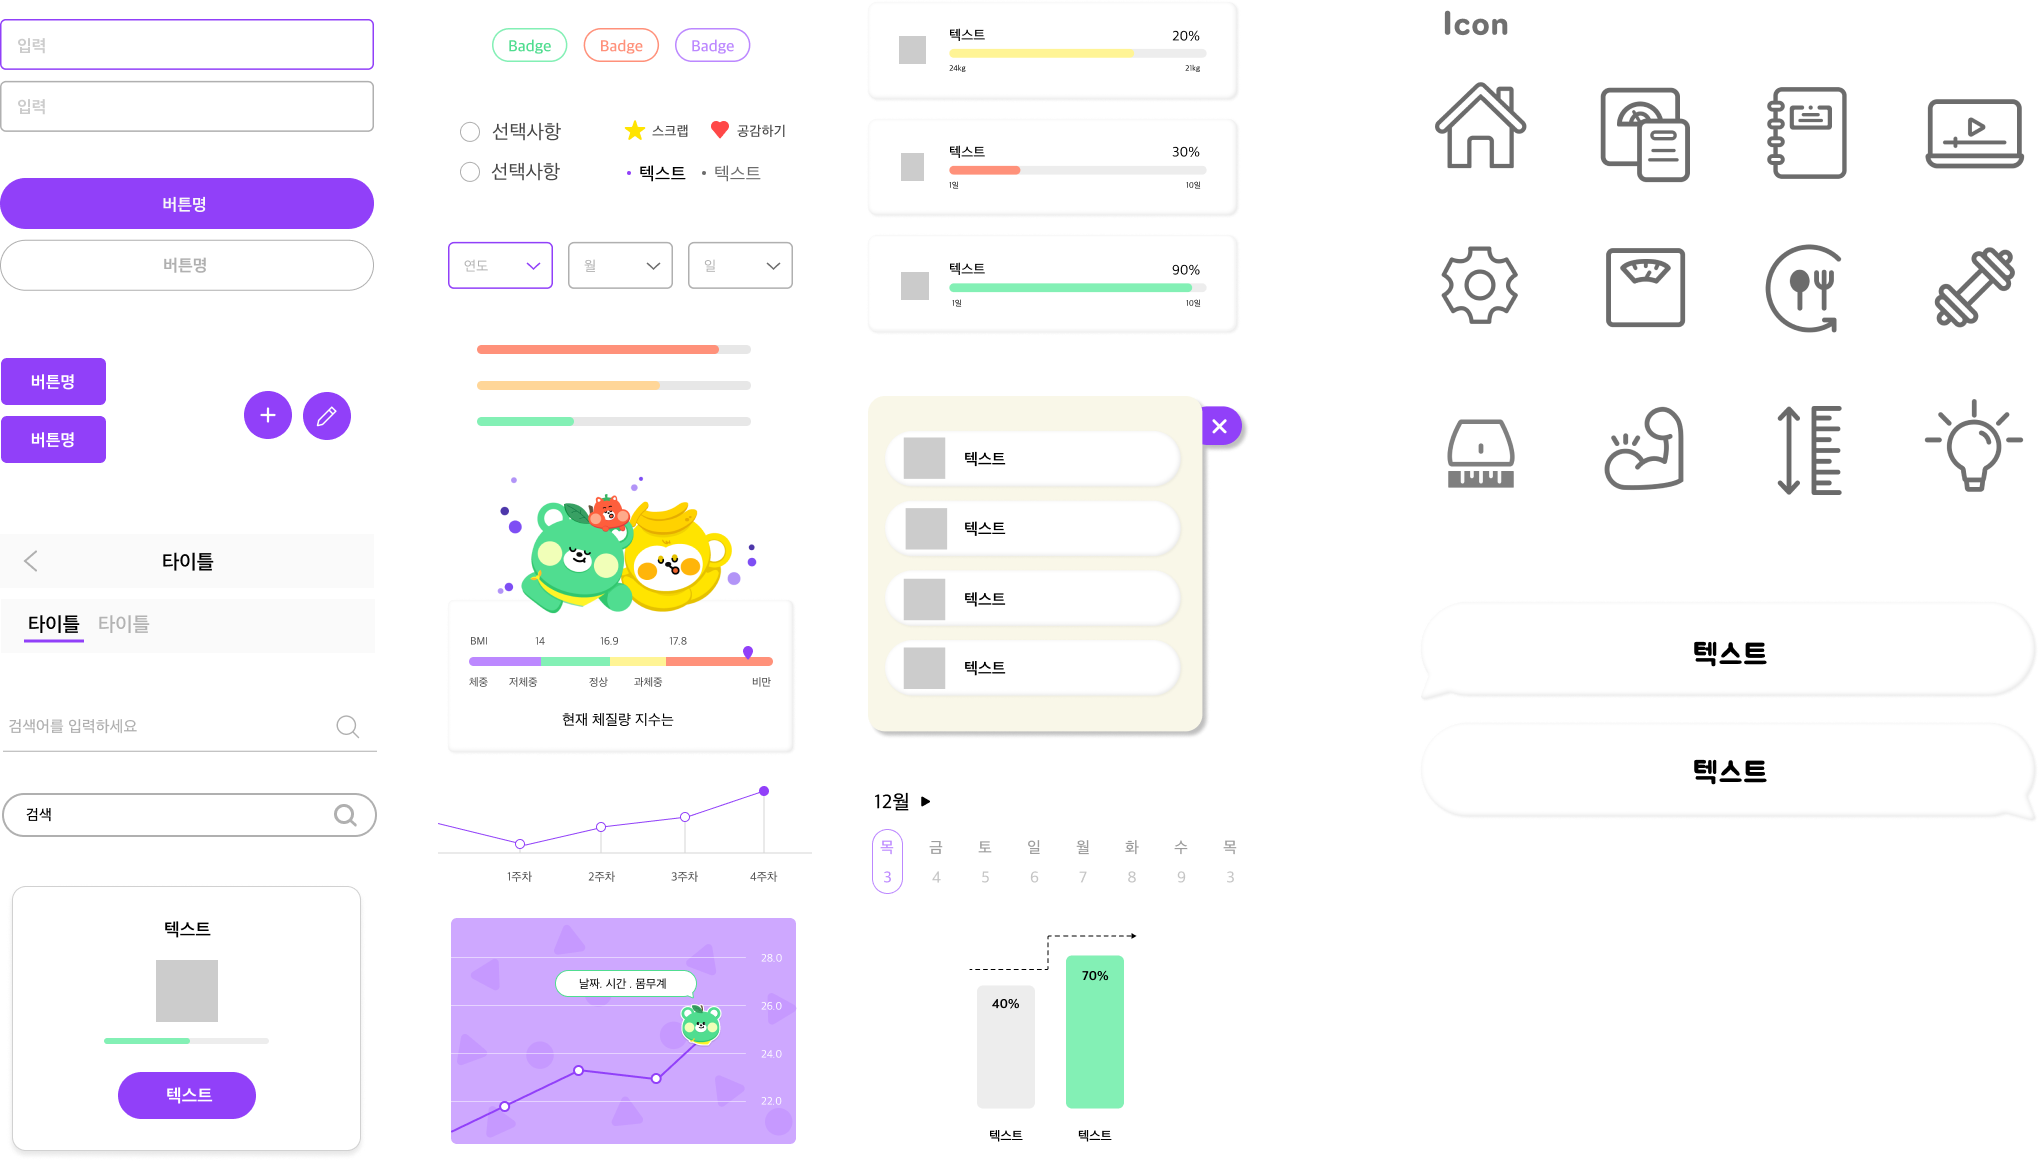 입력
입력
버튼명
버튼명
버튼명
버튼명
타이틀
타이틀 타이틀
검색어를 입력하세요
검색
텍스트
텍스트
Badge Badge Badge
선택사항
선택사항
스크랩 공감하기
텍스트 텍스트
연도 월 일
BMI 14 16.9 17.8
체중 저체중 정상 과체중 비만
현재 체질량 지수는
1주차 2주차 3주차 4주차
28.0
날짜. 시간 . 몸무게
26.0
24.0
22.0
텍스트 20%
24kg 21kg
텍스트 30%
1일 10일
텍스트 90%
1일 10일
텍스트
텍스트
텍스트
텍스트
12월
목 금 토 일 월 화 수 목
3 4 5 6 7 8 9 3
70%
40%
텍스트 텍스트
Icon
텍스트
텍스트